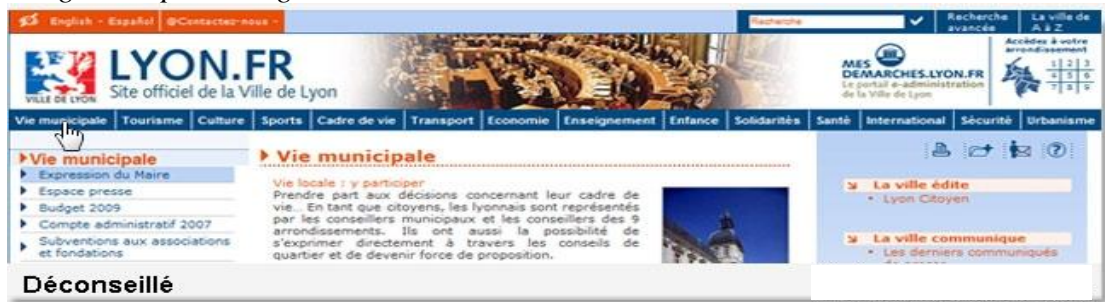 English - Español @Contactez-nous -
Recherche
Recherche avancée
La ville de A à Z
VILLE DE LYON
LYON.FR
Site officiel de la Ville de Lyon
MES
DEMARCHES.LYON.FR
Le portail e-administration
de la Ville de Lyon
Accédez à votre
arrondissement
1 2 3
4 5 6
7 8 9
Vie municipale Tourisme Culture Sports Cadre de vie Transport Economie Enseignement Enfance Solidarités Santé International Sécurité Urbanisme
Vie municipale
Expression du Maire
Espace presse
Budget 2009
Compte administratif 2007
Subventions aux associations
et fondations
Vie municipale
Vie locale : y participer
Prendre part aux décisions concernant leur cadre de
vie.. En tant que citoyens, les lyonnais sont représentés
par les conseillers municipaux et les conseillers des 9
arrondissements. Ils ont aussi la possibilité de
s'exprimer directement à travers les conseils de
quartier et de devenir force de proposition.
La ville édite
• Lyon Citoyen
La ville communique
• Les derniers communiqués
Déconseillé